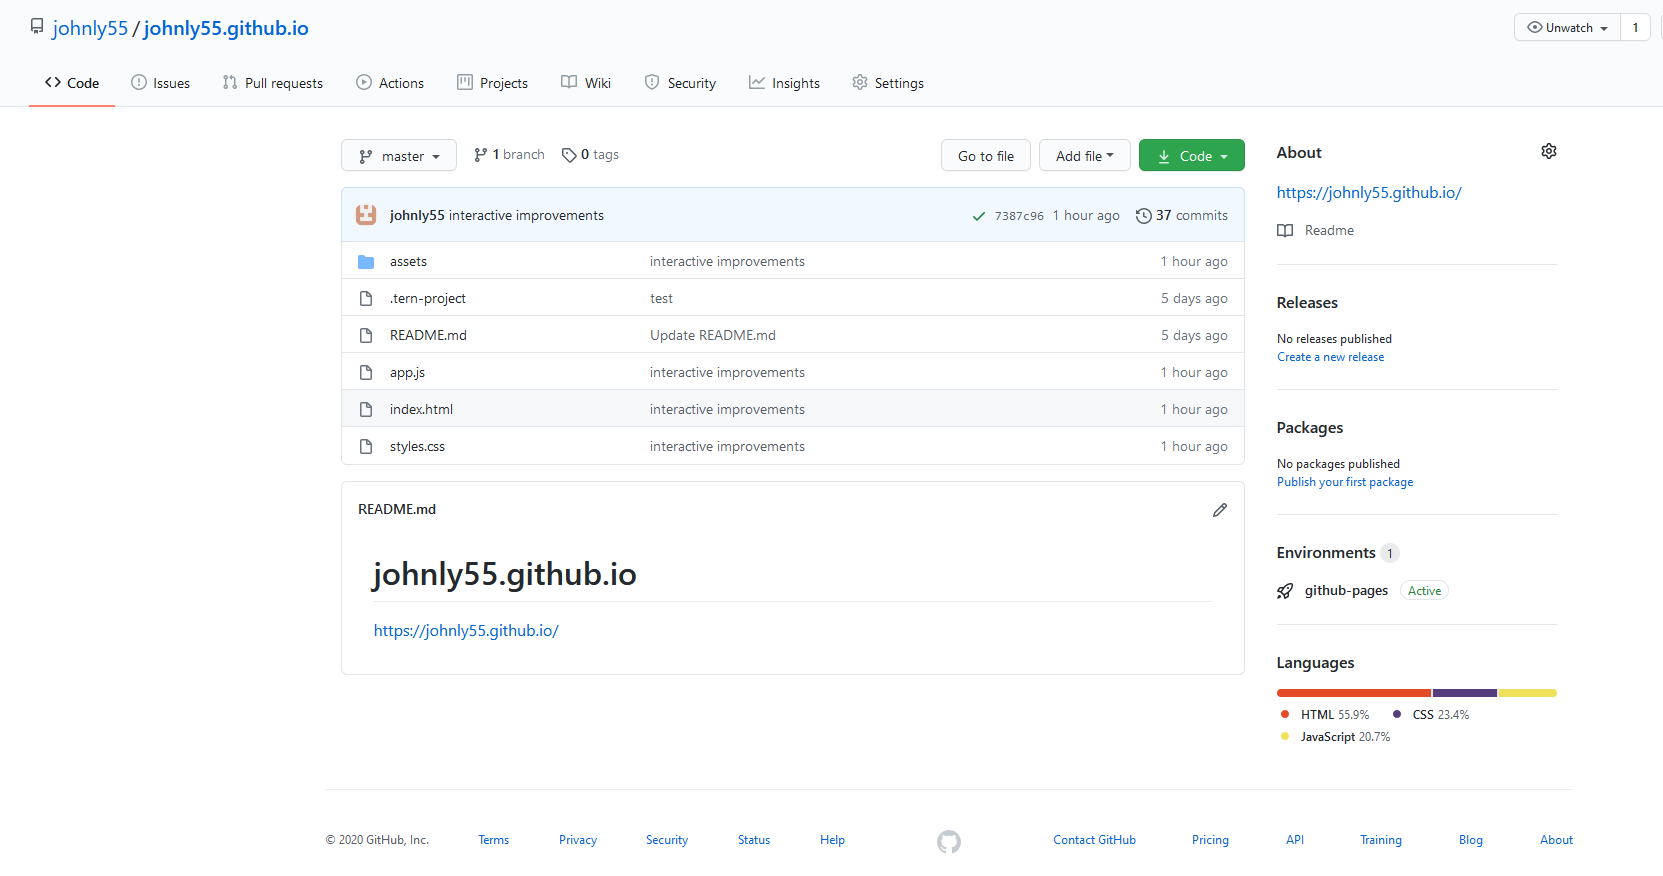 johnly55 / johnly55.github.io
Unwatch 1
Code Issues Pull requests Actions Projects Wiki Security Insights Settings
master 1 branch 0 tags Go to file Add file Code
johnly55 interactive improvements 7387c96 1 hour ago 37 commits
assets interactive improvements 1 hour ago
.tern-project test 5 days ago
README.md Update README.md 5 days ago
app.js interactive improvements 1 hour ago
index.html interactive improvements 1 hour ago
styles.css interactive improvements 1 hour ago
README.md
johnly55.github.io
https://johnly55.github.io/
About
https://johnly55.github.io/
Readme
Releases
No releases published
Create a new release
Packages
No packages published
Publish your first package
Environments 1
github-pages Active
Languages
HTML 55.9% CSS 23.4%
JavaScript 20.7%
© 2020 GitHub, Inc. Terms Privacy Security Status Help Contact GitHub Pricing API Training Blog About